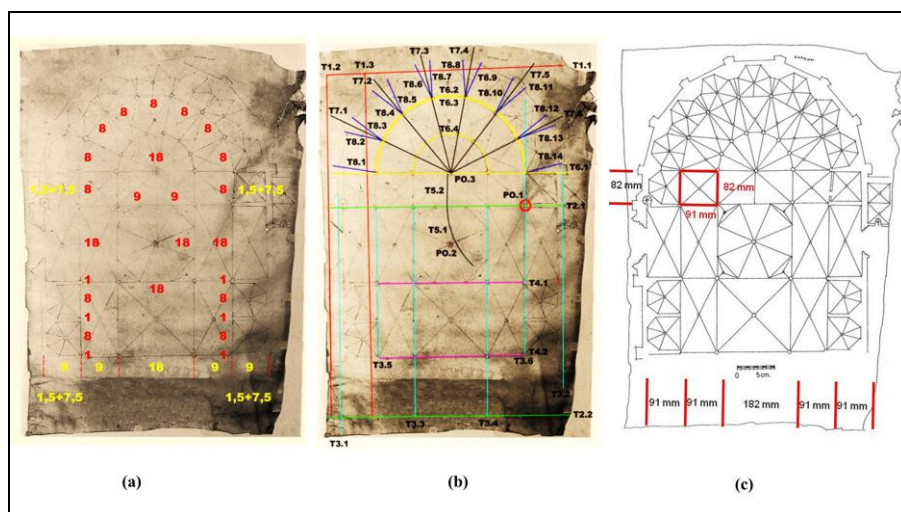 8
8 8
8 8
8 18 8
1,5+7,5 8 8 1,5+7,5
9 9
18 18 18
1 18 1
8 8
1 1
8 8
1 1
9 9 18 9 9
1,5+7,5 1,5+7,5
(a)
T7.3 T7.4
T1.2 T1.3 T8.8 T1.1
T8.6 T8.7 T6.2 T8.9 T7.5
T7.2 T6.3 T8.10 T8.11
T8.5
T7.1 T8.4 T8.12
T8.3 T6.4 T8.13
T8.2
T8.1 T8.14 T6.1
PO.3
T5.2 PO.1
T2.1
T5.1
PO.2
T4.1
T4.2
T3.5 T3.6
T3.2
T3.3 T3.4 T2.2
T3.1
(b)
82 mm 82 mm
91 mm
0 5cm.
91 mm 91 mm 182 mm 91 mm 91 mm
(c)